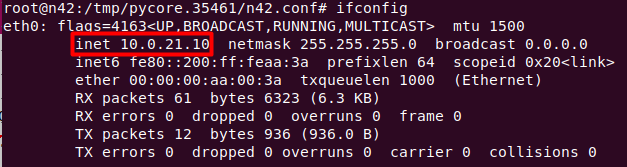 root@n42:/tmp/pycore.35461/n42.conf# ifconfig
eth0: flags=4163<UP,BROADCAST,RUNNING,MULTICAST>  mtu 1500
        inet 10.0.21.10  netmask 255.255.255.0  broadcast 0.0.0.0
        inet6 fe80::200:ff:feaa:3a  prefixlen 64  scopeid 0x20<link>
        ether 00:00:00:aa:00:3a  txqueuelen 1000  (Ethernet)
        RX packets 61  bytes 6323 (6.3 KB)
        RX errors 0  dropped 0  overruns 0  frame 0
        TX packets 12  bytes 936 (936.0 B)
        TX errors 0  dropped 0 overruns 0  carrier 0  collisions 0